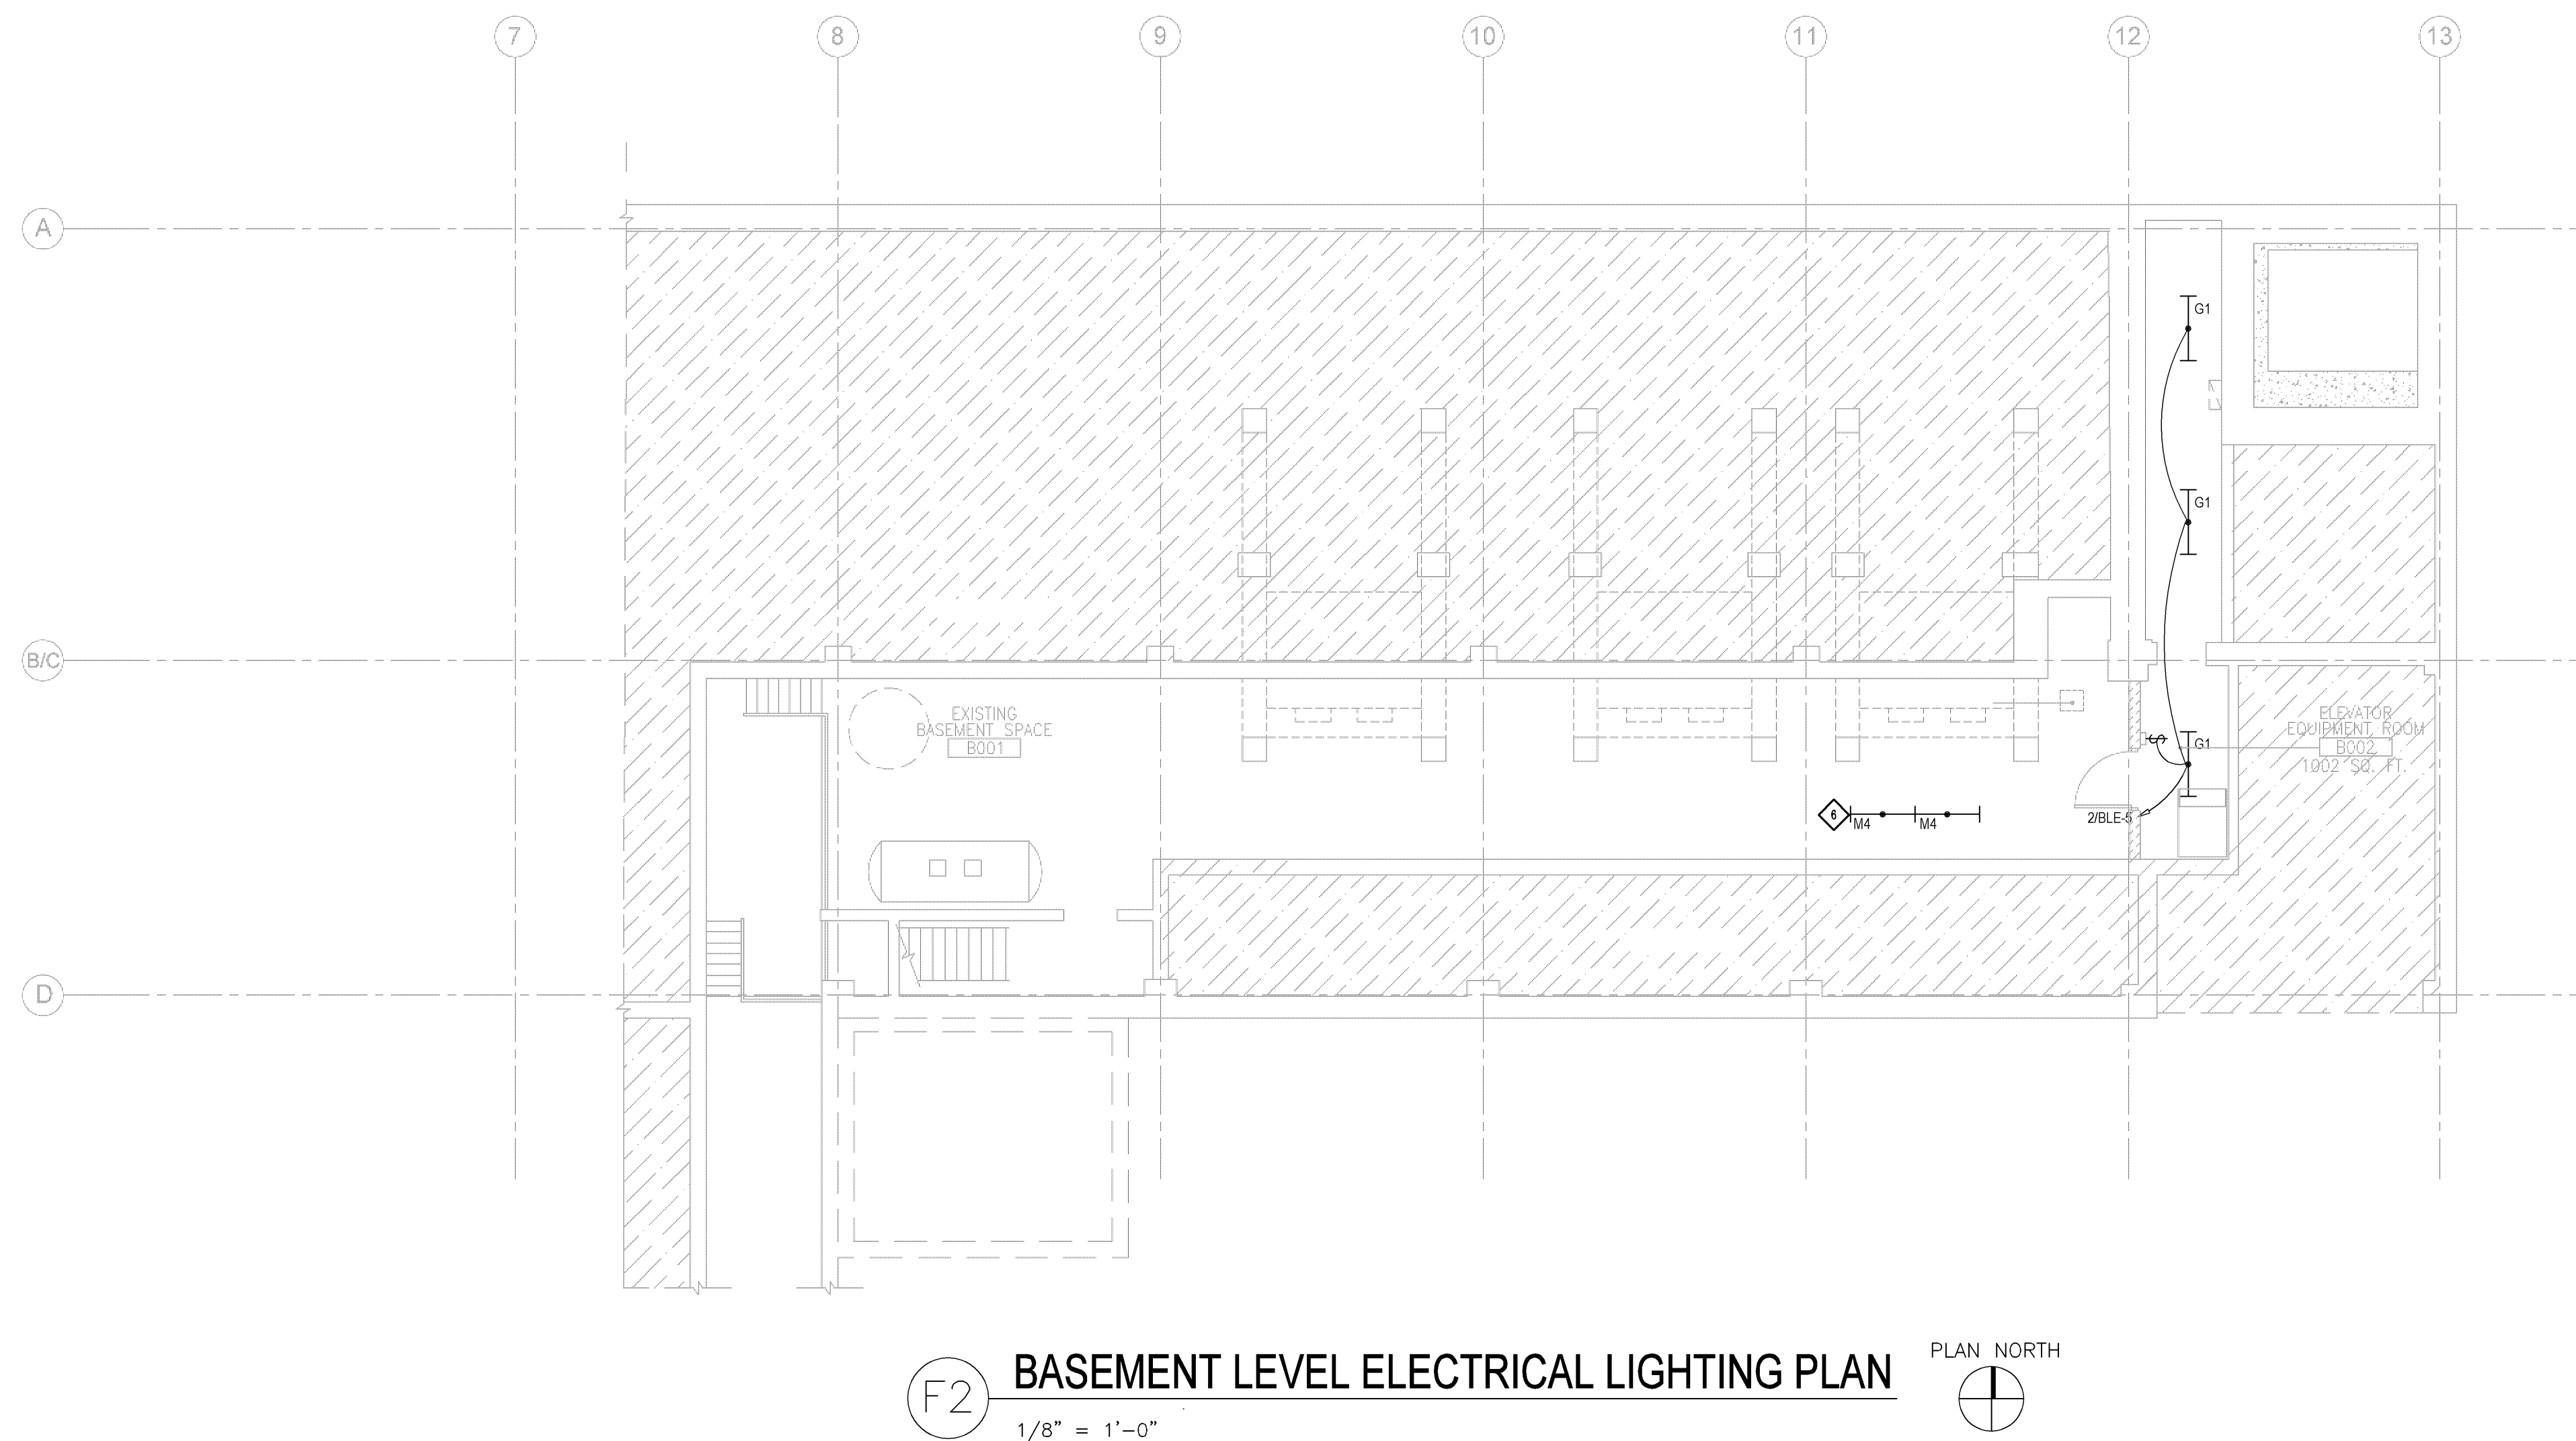 7 8 9 10 11 12 13
A
G1
G1
B/C
EXISTING
BASEMENT SPACE
B001
ELEVATOR
EQUIPMENT ROOM
B002
1002 SQ. FT.
$
G1
6
M4 M4
2/BLE-5
D
F2
BASEMENT LEVEL ELECTRICAL LIGHTING PLAN
1/8" = 1'-0"
PLAN NORTH